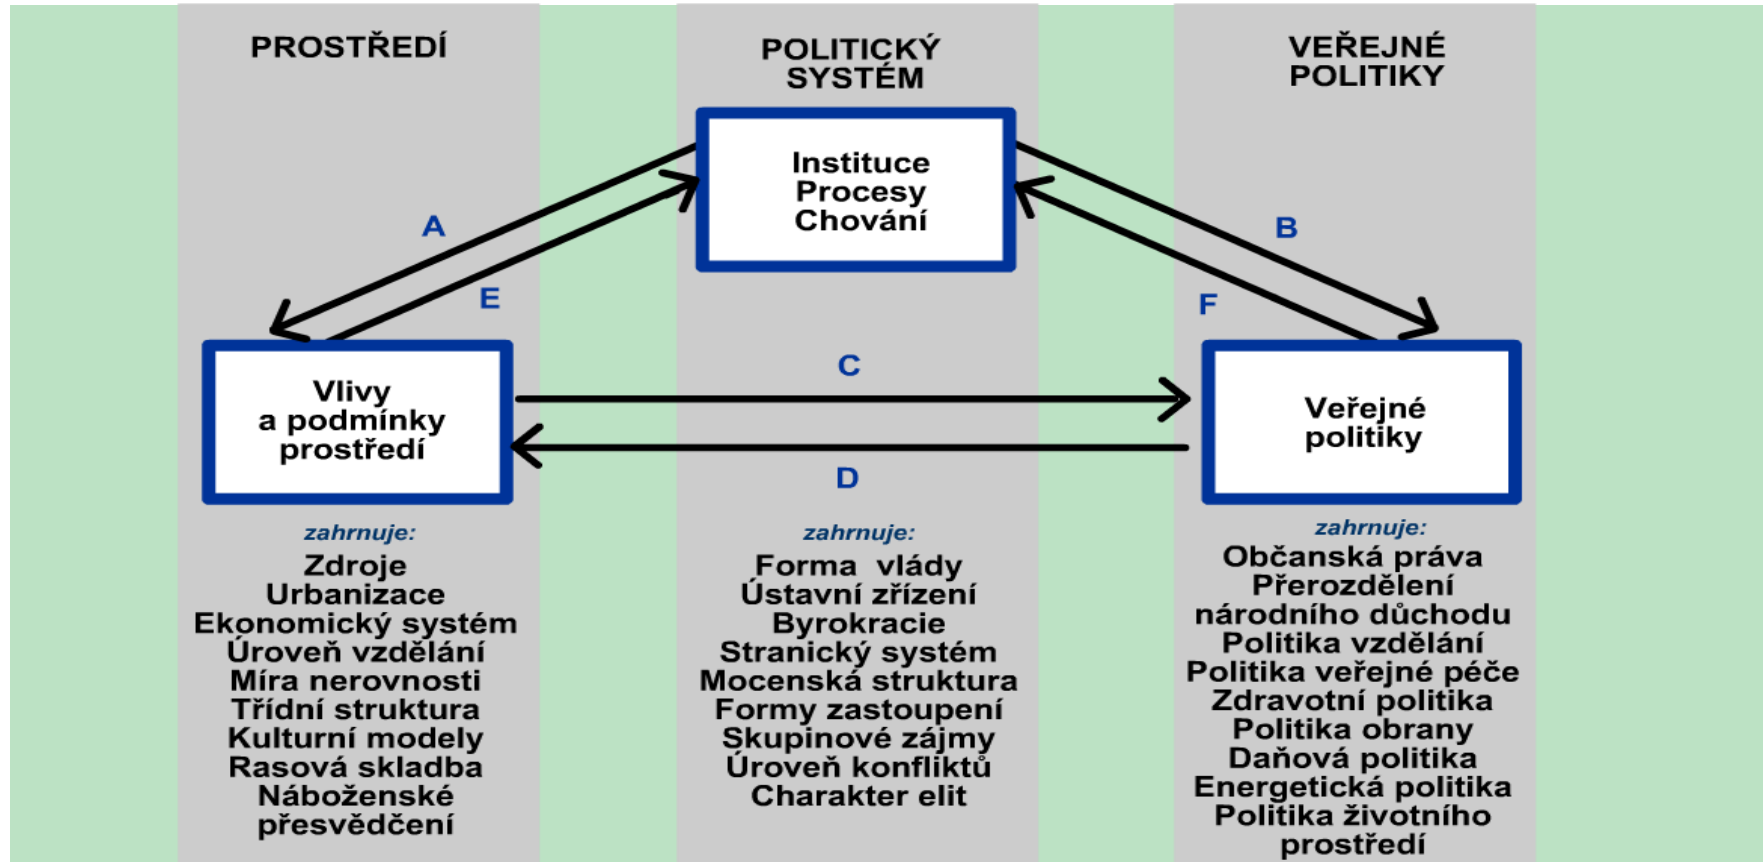 PROSTŘEDÍ
Vlivy
a podmínky
prostředí
zahrnuje:
Zdroje
Urbanizace
Ekonomický systém
Úroveň vzdělání
Míra nerovnosti
Třídní struktura
Kulturní modely
Rasová skladba
Náboženské
přesvědčení
POLITICKÝ
SYSTÉM
Instituce
Procesy
Chování
A
E
B
F
C
D
zahrnuje:
Forma vlády
Ústavní zřízení
Byrokracie
Stranický systém
Mocenská struktura
Formy zastoupení
Skupinové zájmy
Úroveň konfliktů
Charakter elit
VEŘEJNÉ
POLITIKY
Veřejné
politiky
zahrnuje:
Občanská práva
Přerozdělení
národního důchodu
Politika vzdělání
Politika veřejné péče
Zdravotní politika
Politika obrany
Daňová politika
Energetická politika
Politika životního
prostředí